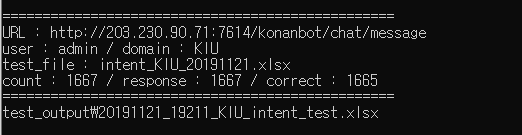 ==================================================
URL : http://203.230.90.71:7614/konanbot/chat/message
user : admin / domain : KIU
test_file : intent_KIU_20191121.xlsx
count : 1667 / response : 1667 / correct : 1665
==================================================
test_output₩20191121_19211_KIU_intent_test.xlsx